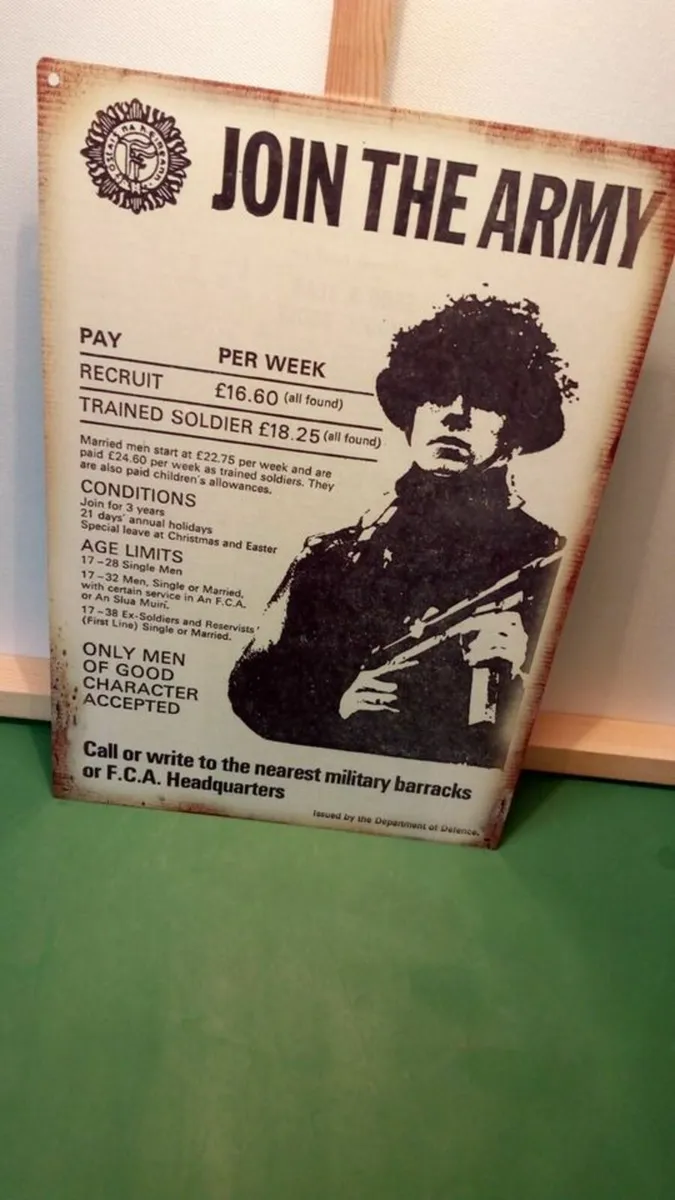 ÓGLAIGH NA hÉIREANN
JOIN THE ARMY
PAY PER WEEK
RECRUIT £16.60 (all found)
TRAINED SOLDIER £18.25 (all found)
Married men start at £22.75 per week and are
paid £24.60 per week as trained soldiers. They
are also paid children's allowances.
CONDITIONS
Join for 3 years
21 days' annual holidays
Special leave at Christmas and Easter
AGE LIMITS
17–28 Single Men
17–32 Men, Single or Married,
with certain service in An F.C.A.
or An Slua Muirí.
17–38 Ex-Soldiers and Reservists'
(First Line) Single or Married.
ONLY MEN
OF GOOD
CHARACTER
ACCEPTED
Call or write to the nearest military barracks
or F.C.A. Headquarters
Issued by the Department of Defence.